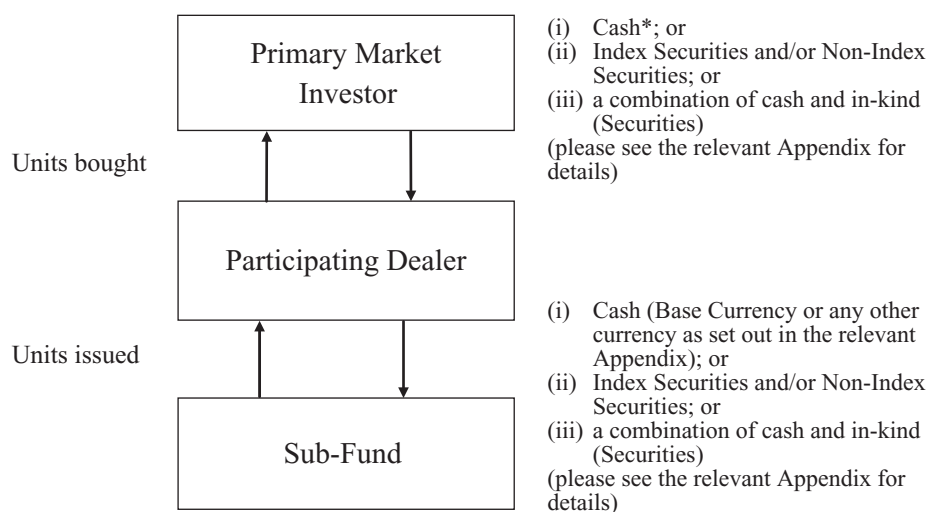 Primary Market
Investor
(i) Cash*; or
(ii) Index Securities and/or Non-Index
Securities; or
(iii) a combination of cash and in-kind
(Securities)
(please see the relevant Appendix for
details)
Units bought
Participating Dealer
Units issued
(i) Cash (Base Currency or any other
currency as set out in the relevant
Appendix); or
(ii) Index Securities and/or Non-Index
Securities; or
(iii) a combination of cash and in-kind
(Securities)
(please see the relevant Appendix for
details)
Sub-Fund